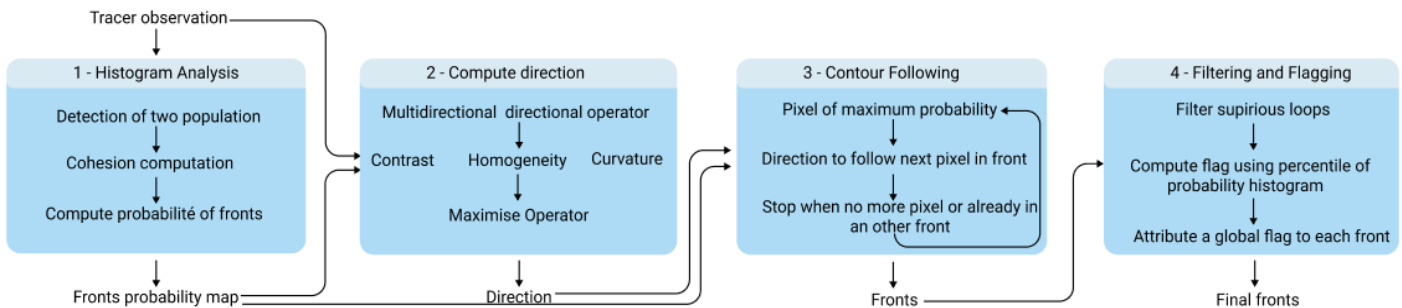 Tracer observation
1 - Histogram Analysis
Detection of two population
Cohesion computation
Compute probabilité of fronts
Fronts probability map
2 - Compute direction
Multidirectional directional operator
Contrast Homogeneity Curvature
Maximise Operator
Direction
3 - Contour Following
Pixel of maximum probability
Direction to follow next pixel in front
Stop when no more pixel or already in
an other front
Fronts
4 - Filtering and Flagging
Filter supirious loops
Compute flag using percentile of
probability histogram
Attribute a global flag to each front
Final fronts